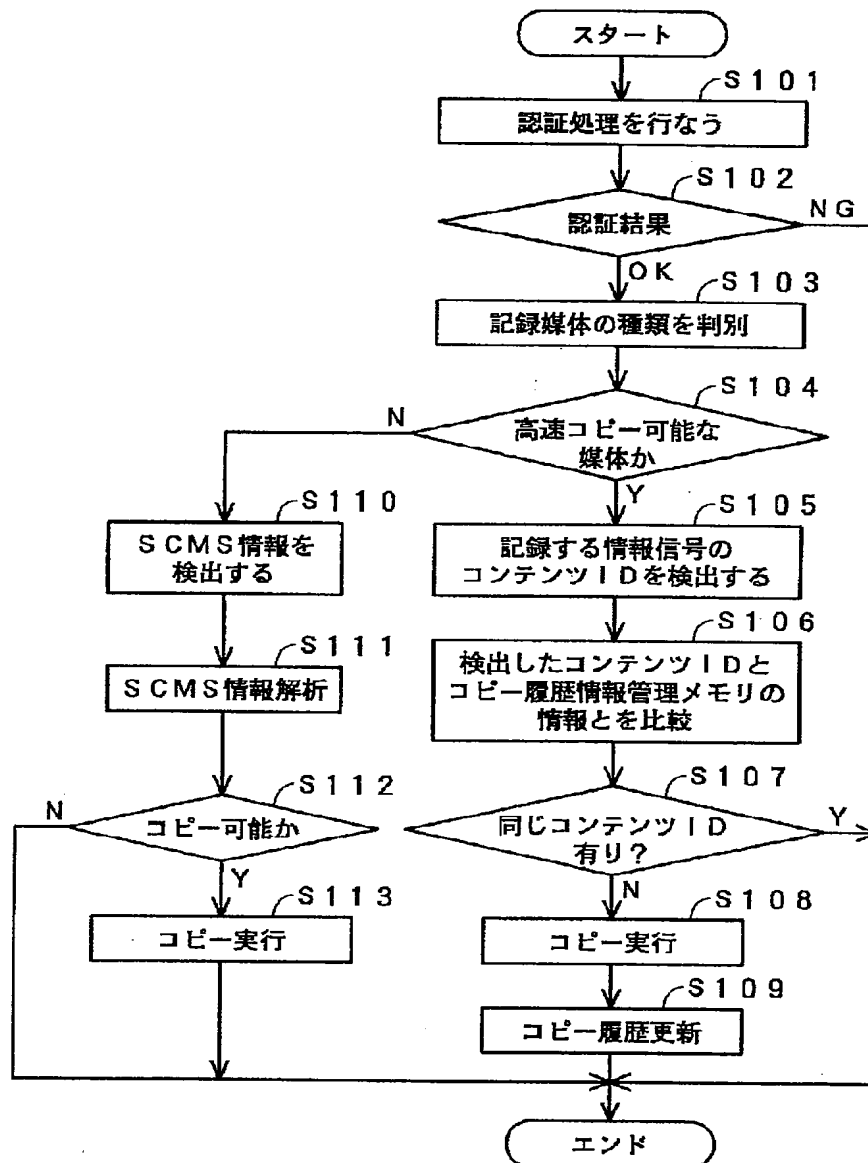 スタート
S101
認証処理を行なう
S102
認証結果
NG
OK
S103
記録媒体の種類を判別
S104
高速コピー可能な
媒体か
N
Y
S105
記録する情報信号の
コンテンツIDを検出する
S106
検出したコンテンツIDと
コピー履歴情報管理メモリの
情報とを比較
S107
同じコンテンツID
有り?
Y
N
S108
コピー実行
S109
コピー履歴更新
S110
SCMS情報を
検出する
S111
SCMS情報解析
S112
コピー可能か
N
Y
S113
コピー実行
エンド